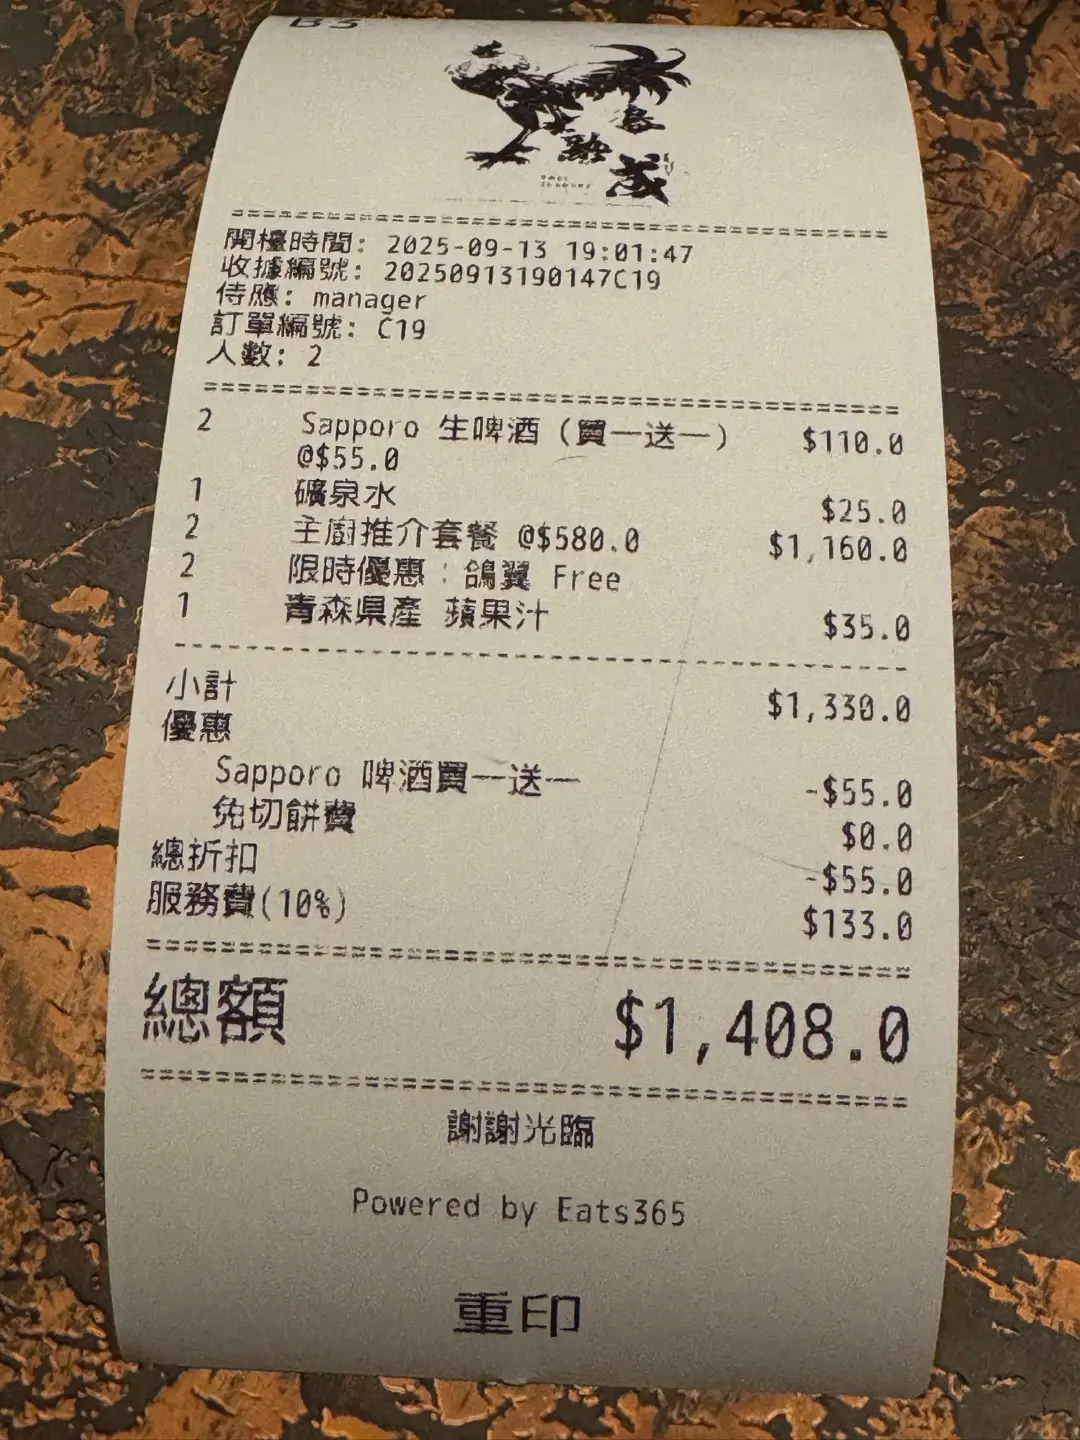 B5
開檯時間: 2025-09-13 19:01:47
收據編號: 20250913190147C19
侍應: manager
訂單編號: C19
人數: 2
2 Sapporo 生啤酒 (買一送一) $110.0
@$55.0
1 礦泉水 $25.0
2 主廚推介套餐 @$580.0 $1,160.0
2 限時優惠：鴿翼 Free
1 青森県産 蘋果汁 $35.0
小計 $1,330.0
優惠
Sapporo 啤酒買一送一 -$55.0
免切餅費 $0.0
總折扣 -$55.0
服務費(10%) $133.0
總額 $1,408.0
謝謝光臨
Powered by Eats365
重印